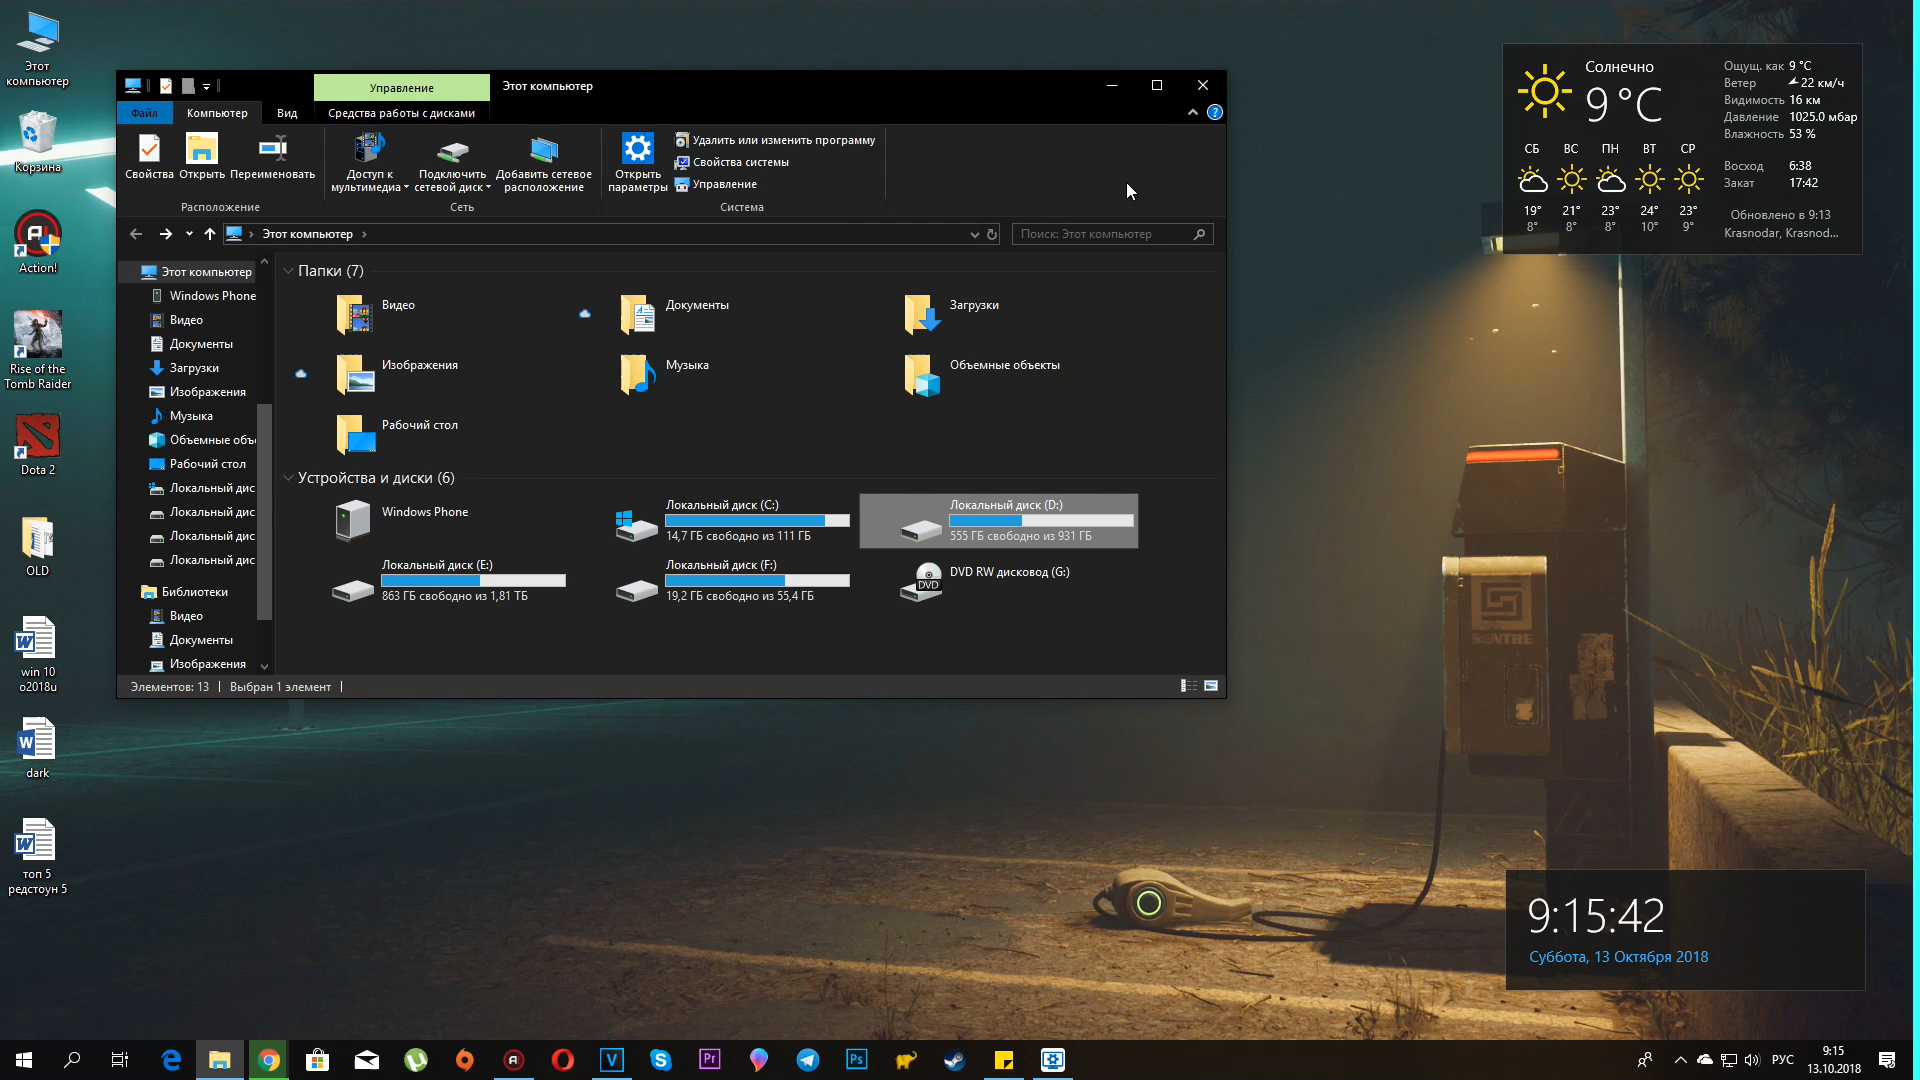 Этот
компьютер
Корзина
Action!
Rise of the
Tomb Raider
Dota 2
OLD
win 10
o2018u
dark
топ 5
редстоун 5
Управление
Этот компьютер
Файл
Компьютер
Вид
Средства работы с дисками
Свойства
Открыть
Переименовать
Расположение
Доступ к
мультимедиа
Подключить
сетевой диск
Добавить сетевое
расположение
Сеть
Открыть
параметры
Удалить или изменить программу
Свойства системы
Управление
Система
Этот компьютер
Поиск: Этот компьютер
Этот компьютер
Windows Phone
Видео
Документы
Загрузки
Изображения
Музыка
Объемные объ
Рабочий стол
Локальный дис
Локальный дис
Локальный дис
Локальный дис
Библиотеки
Видео
Документы
Изображения
Папки (7)
Видео
Документы
Загрузки
Изображения
Музыка
Объемные объекты
Рабочий стол
Устройства и диски (6)
Windows Phone
Локальный диск (C:)
14,7 ГБ свободно из 111 ГБ
Локальный диск (D:)
555 ГБ свободно из 931 ГБ
Локальный диск (E:)
863 ГБ свободно из 1,81 ТБ
Локальный диск (F:)
19,2 ГБ свободно из 55,4 ГБ
DVD
DVD RW дисковод (G:)
Элементов: 13
Выбран 1 элемент
Солнечно
9°C
Ощущ. как 9 °C
Ветер 22 км/ч
Видимость 16 км
Давление 1025.0 мбар
Влажность 53 %
Восход 6:38
Закат 17:42
СБ ВС ПН ВТ СР
19° 21° 23° 24° 23°
8° 8° 8° 10° 9°
Обновлено в 9:13
Krasnodar, Krasnod...
SENTRE
9:15:42
Суббота, 13 Октября 2018
V
Pr
Ps
РУС
9:15
13.10.2018